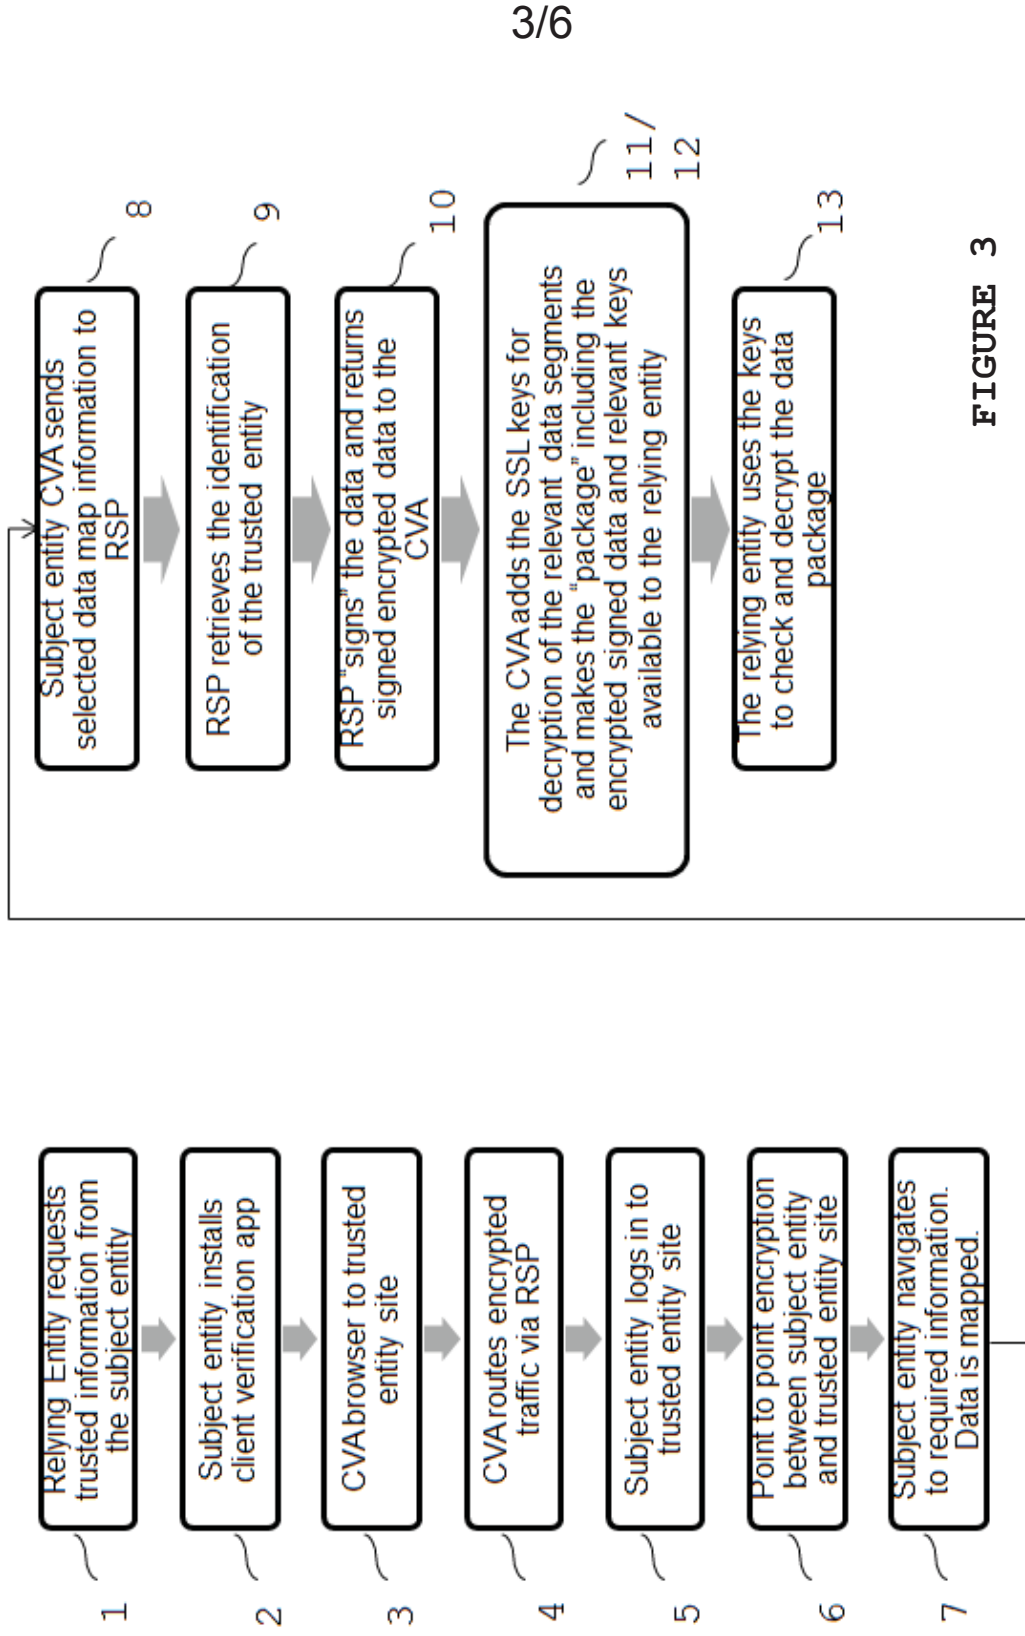 3/6
1
Relying Entity requests
trusted information from
the subject entity
2
Subject entity installs
client verification app
3
CVA browser to trusted
entity site
4
CVA routes encrypted
traffic via RSP
5
Subject entity logs in to
trusted entity site
6
Point to point encryption
between subject entity
and trusted entity site
7
Subject entity navigates
to required information.
Data is mapped.
8
Subject entity CVA sends
selected data map information to
RSP
9
RSP retrieves the identification
of the trusted entity
10
RSP "signs" the data and returns
signed encrypted data to the
CVA
11/
12
The CVA adds the SSL keys for
decryption of the relevant data segments
and makes the "package" including the
encrypted signed data and relevant keys
available to the relying entity
13
The relying entity uses the keys
to check and decrypt the data
package
FIGURE 3